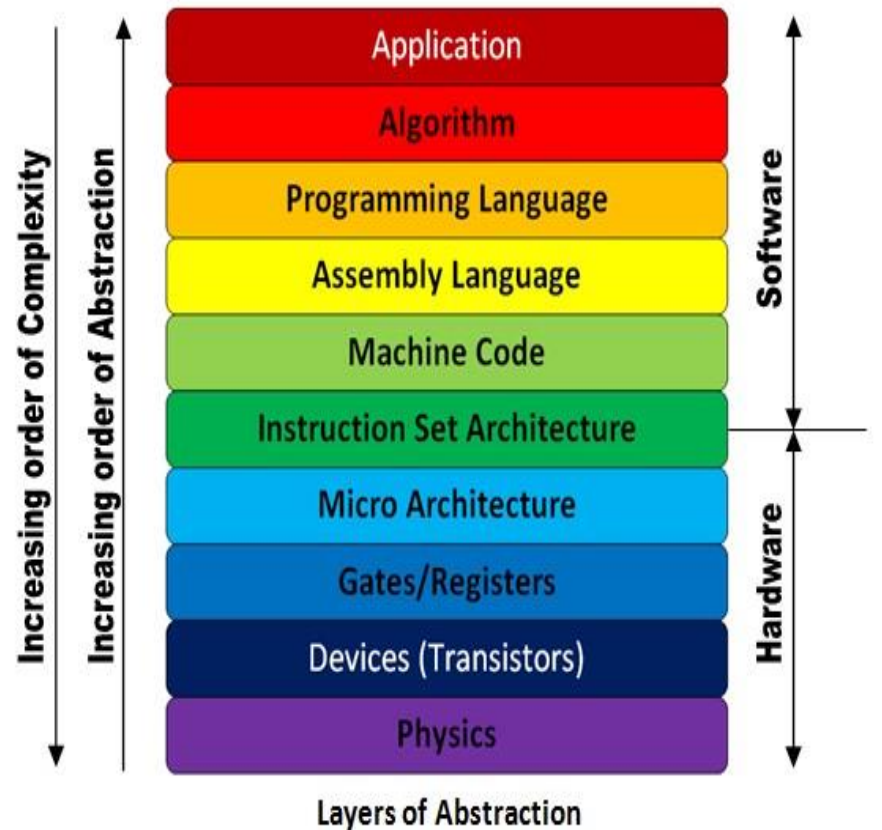 Increasing order of Complexity
Increasing order of Abstraction
Application
Algorithm
Programming Language
Assembly Language
Machine Code
Instruction Set Architecture
Micro Architecture
Gates/Registers
Devices (Transistors)
Physics
Software
Hardware
Layers of Abstraction